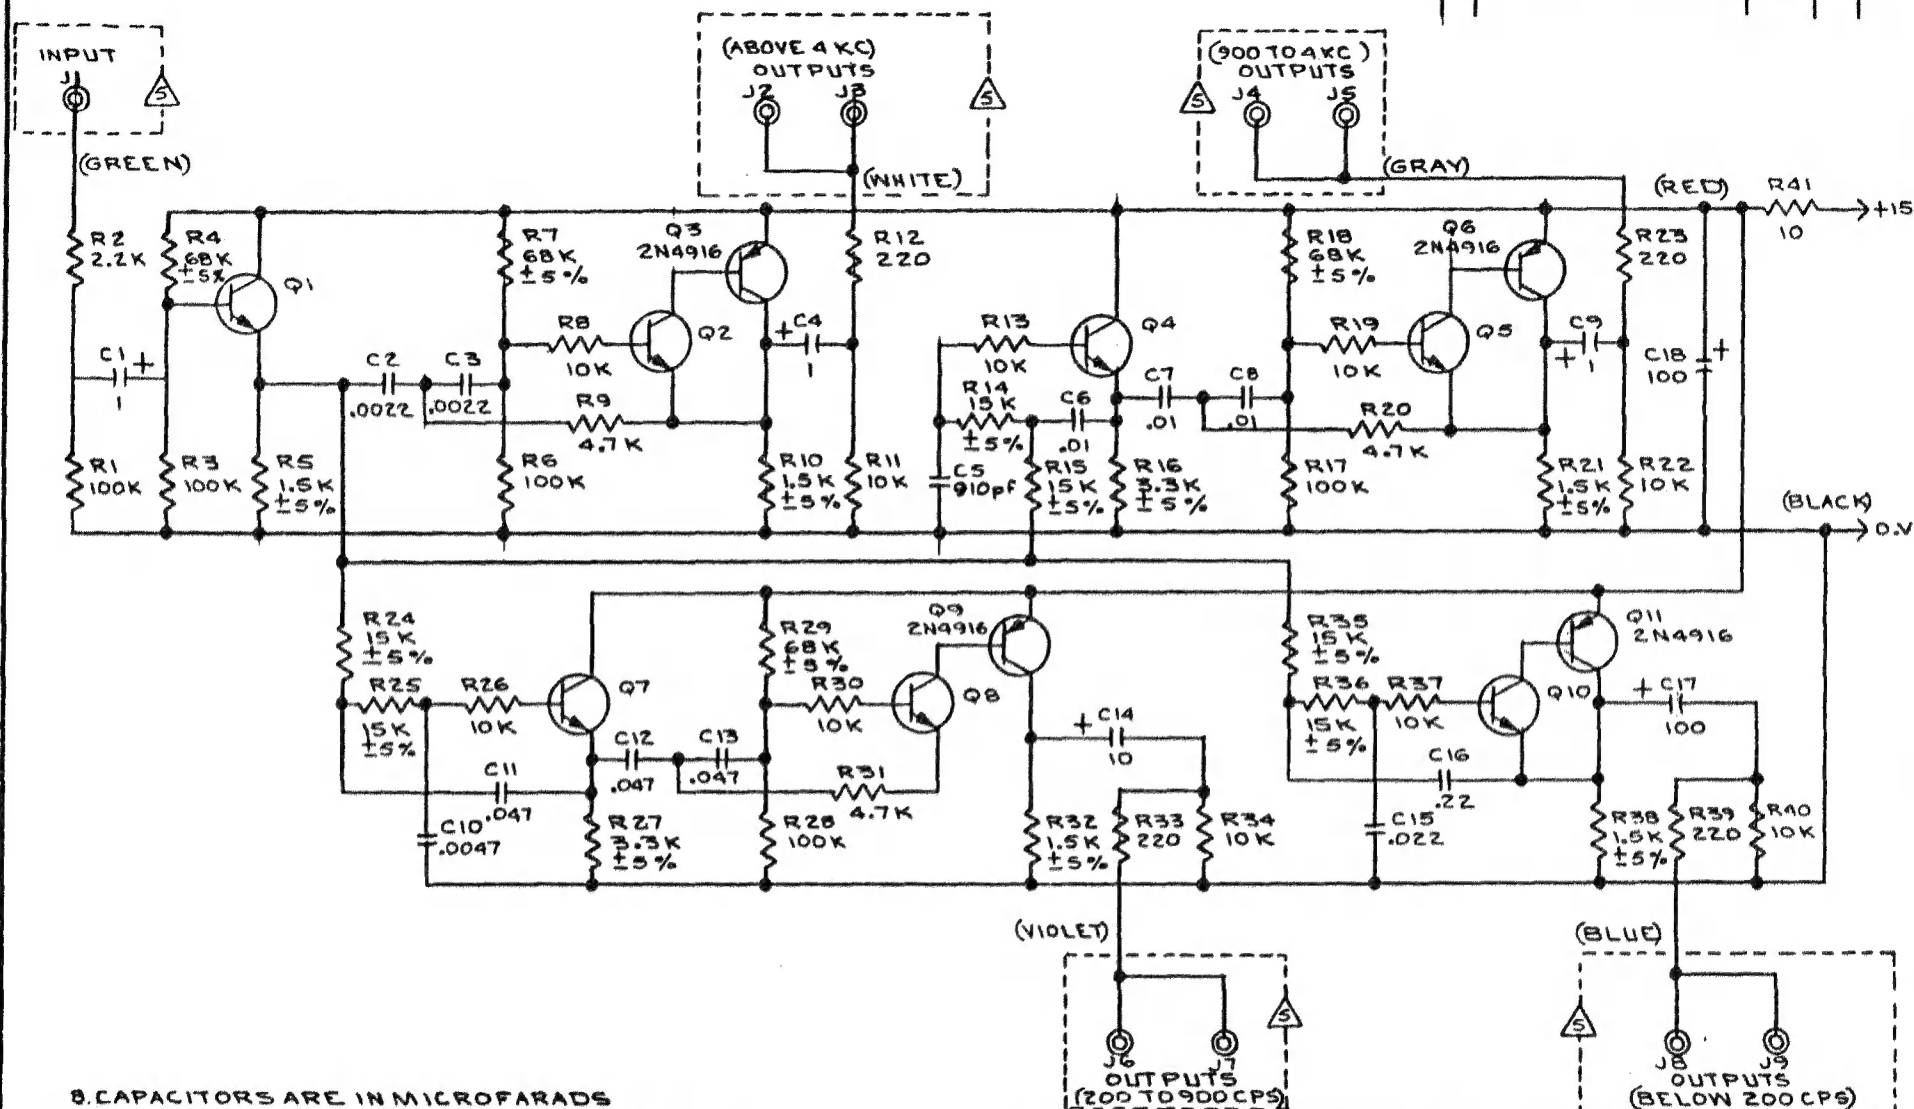 INPUT
J1
5
(GREEN)
(ABOVE 4 KC)
OUTPUTS
J2 J3
5
(WHITE)
(900 TO 4 KC)
OUTPUTS
J4 J5
5
(GRAY)
(RED)
R41
10
+15
R2
2.2K
R4
68K
±5%
Q1
C1
+
1
R1
100K
R3
100K
R5
1.5K
±5%
C2
.0022
C3
.0022
R7
68K
±5%
R8
10K
R9
4.7K
R6
100K
Q2
Q3
2N4916
+
C4
1
R12
220
R10
1.5K
±5%
R11
10K
R13
10K
Q4
R14
15K
±5%
C6
.01
C5
910pf
R15
15K
±5%
R16
3.3K
±5%
C7
.01
C8
.01
R18
68K
±5%
R19
10K
R20
4.7K
R17
100K
Q5
Q6
2N4916
C9
+
1
R23
220
R21
1.5K
±5%
R22
10K
C18
100
+
(BLACK)
0.V
R24
15K
±5%
R25
15K
±5%
R26
10K
Q7
C11
.047
C10
.0047
R27
3.3K
±5%
C12
.047
C13
.047
R29
68K
±5%
R30
10K
R31
4.7K
R28
100K
Q8
Q9
2N4916
+
C14
10
R32
1.5K
±5%
R33
220
R34
10K
R35
15K
±5%
R36
15K
±5%
R37
10K
C16
.22
C15
.022
Q10
Q11
2N4916
+
C17
100
R38
1.5K
±5%
R39
220
R40
10K
(VIOLET)
5
J6 J7
OUTPUTS
(200 TO 900 CPS)
(BLUE)
5
J8 J9
OUTPUTS
(BELOW 200 CPS)
8. CAPACITORS ARE IN MICROFARADS